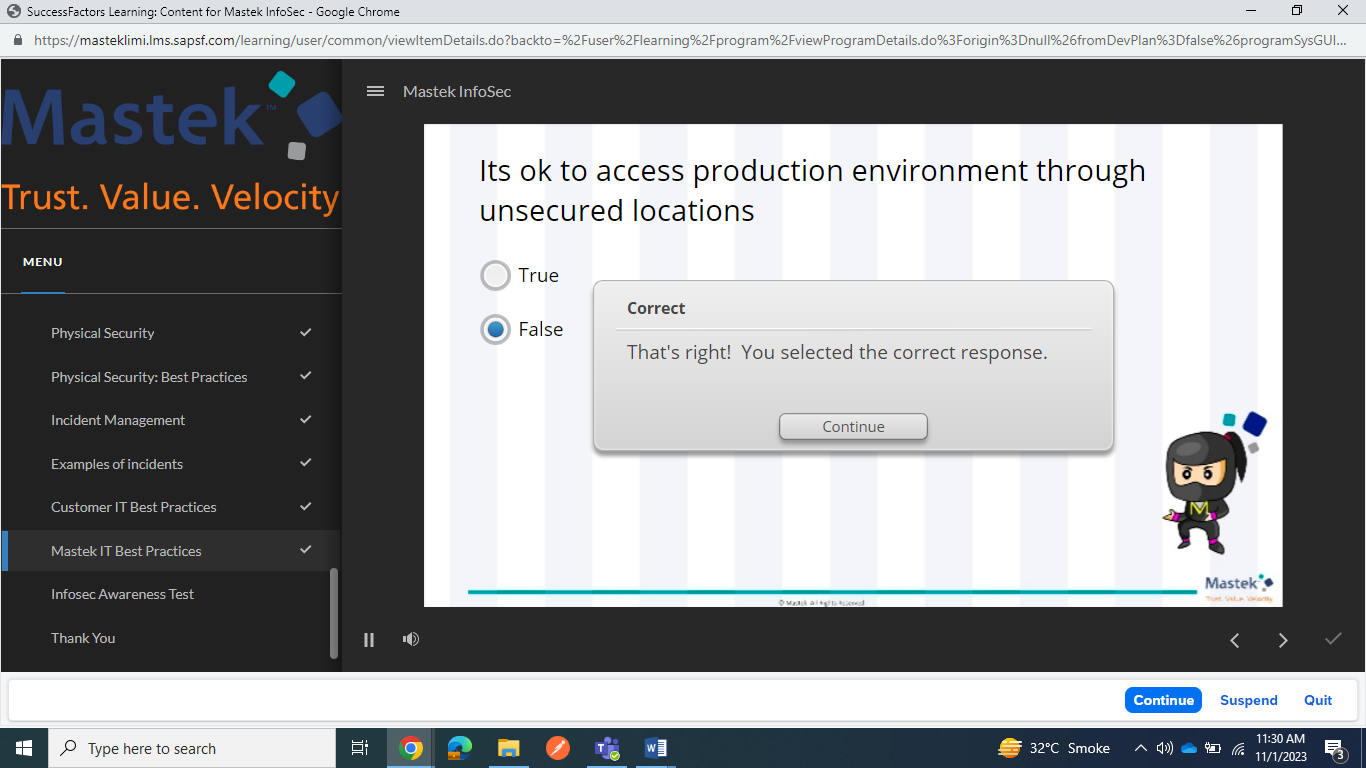 SuccessFactors Learning: Content for Mastek InfoSec - Google Chrome
https://masteklimi.lms.sapsf.com/learning/user/common/viewItemDetails.do?backto=%2Fuser%2Flearning%2Fprogram%2FviewProgramDetails.do%3Forigin%3Dnull%26fromDevPlan%3Dfalse%26programSysGUI...
Mastek™
Trust. Value. Velocity
MENU
Physical Security
Physical Security: Best Practices
Incident Management
Examples of incidents
Customer IT Best Practices
Mastek IT Best Practices
Infosec Awareness Test
Thank You
Mastek InfoSec
Its ok to access production environment through
unsecured locations
True
False
Correct
That's right! You selected the correct response.
Continue
M
Mastek
Trust. Value. Velocity
© Mastek. All Rights Reserved
Continue Suspend Quit
Type here to search
32°C Smoke
11:30 AM
11/1/2023
3